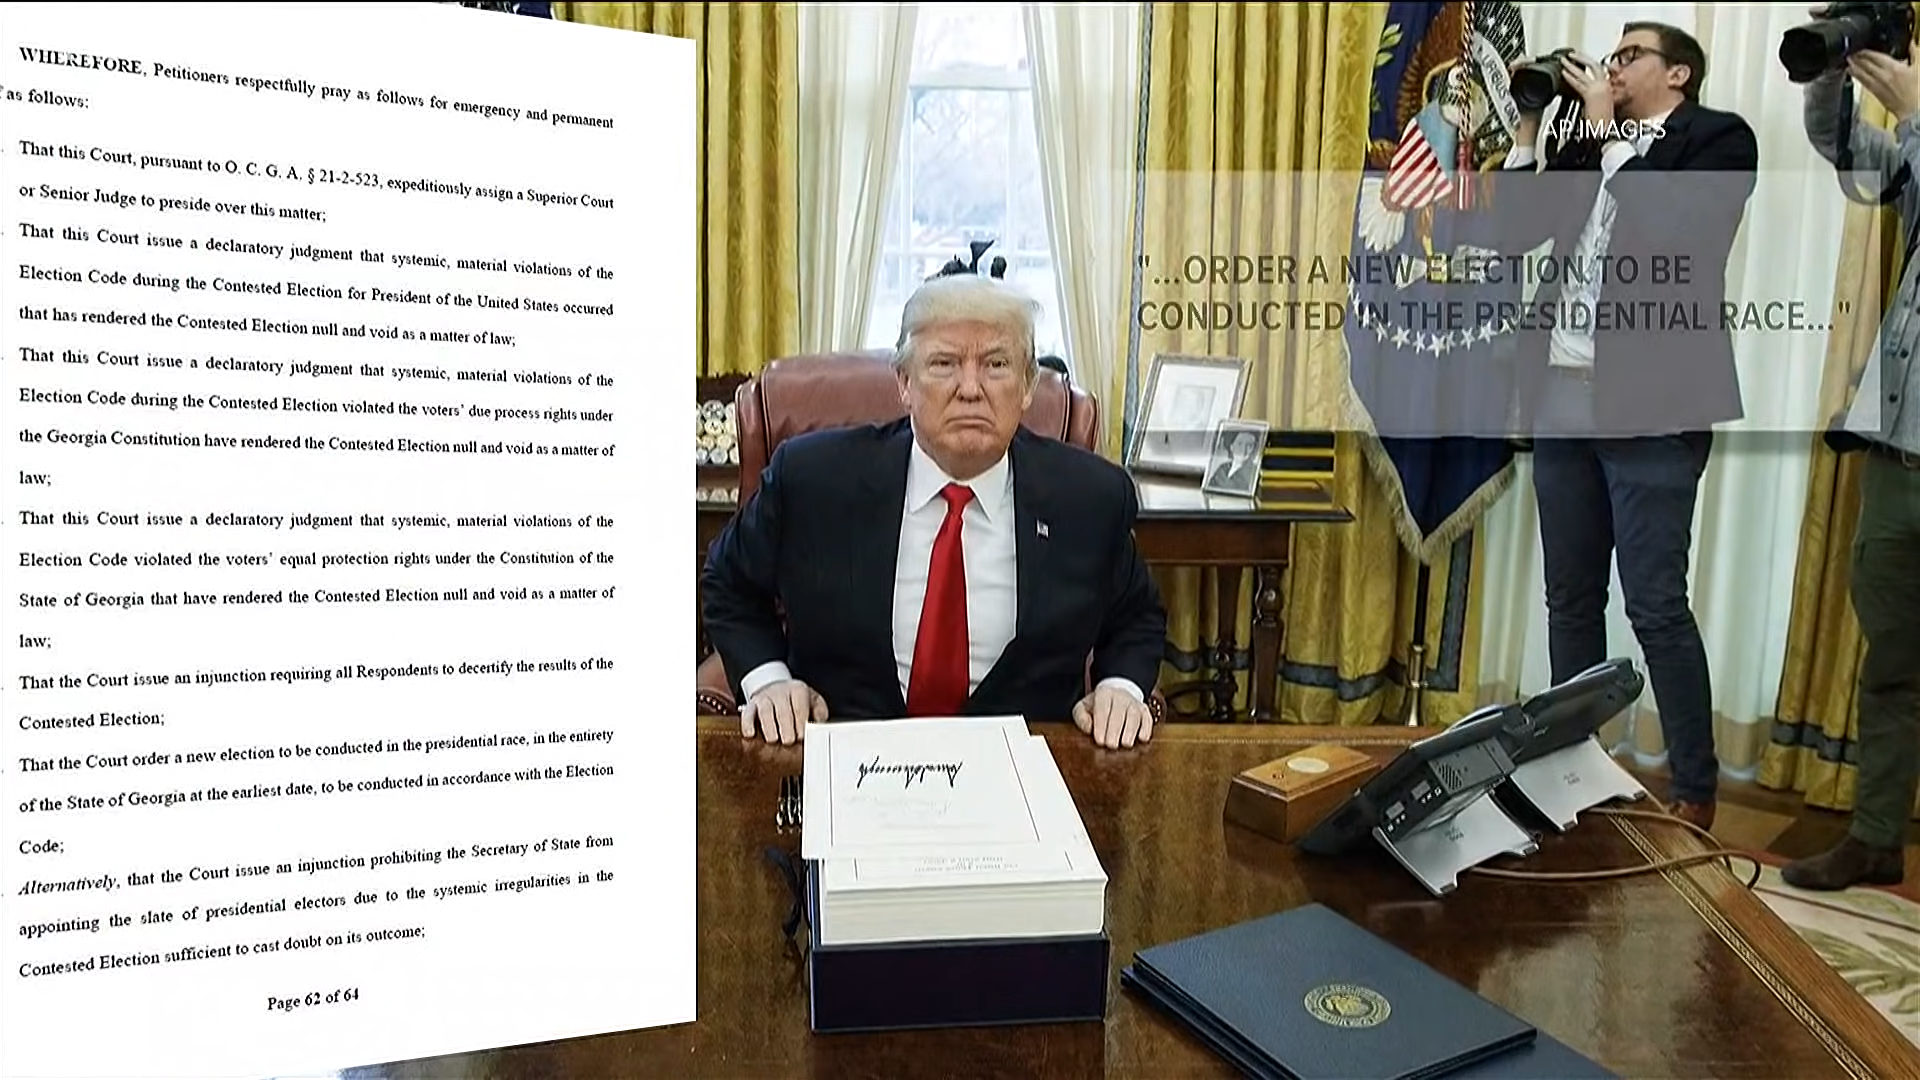 WHEREFORE, Petitioners respectfully pray as follows for emergency and permanent
as follows:
That this Court, pursuant to O. C. G. A. § 21-2-523, expeditiously assign a Superior Court
or Senior Judge to preside over this matter;
That this Court issue a declaratory judgment that systemic, material violations of the
Election Code during the Contested Election for President of the United States occurred
that has rendered the Contested Election null and void as a matter of law;
That this Court issue a declaratory judgment that systemic, material violations of the
Election Code during the Contested Election violated the voters’ due process rights under
the Georgia Constitution have rendered the Contested Election null and void as a matter of
law;
That this Court issue a declaratory judgment that systemic, material violations of the
Election Code violated the voters’ equal protection rights under the Constitution of the
State of Georgia that have rendered the Contested Election null and void as a matter of
law;
That the Court issue an injunction requiring all Respondents to decertify the results of the
Contested Election;
That the Court order a new election to be conducted in the presidential race, in the entirety
of the State of Georgia at the earliest date, to be conducted in accordance with the Election
Code;
Alternatively, that the Court issue an injunction prohibiting the Secretary of State from
appointing the slate of presidential electors due to the systemic irregularities in the
Contested Election sufficient to cast doubt on its outcome;
Page 62 of 64
AP IMAGES
"...ORDER A NEW ELECTION TO BE
CONDUCTED IN THE PRESIDENTIAL RACE..."